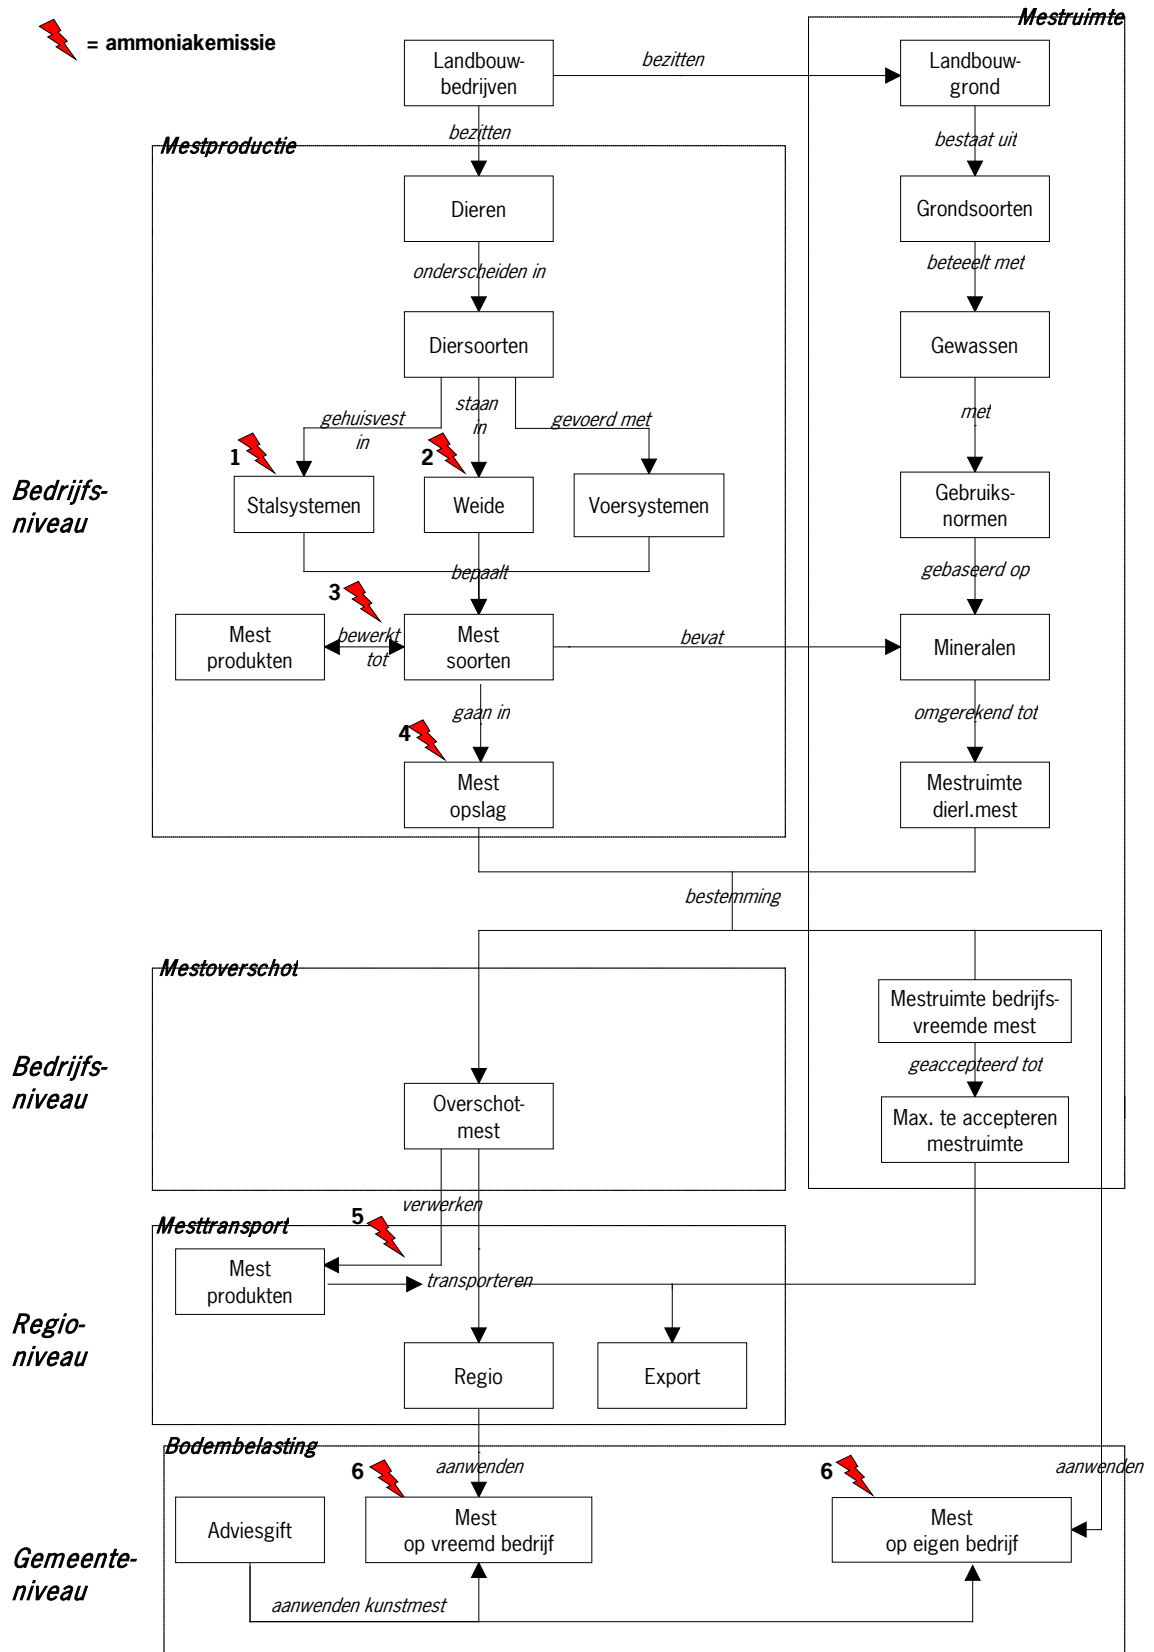 Mestruimte
= ammoniakemissie
Landbouw-
bedrijven
bezitten
Landbouw-
grond
bezitten
bestaat uit
Mestproductie
Dieren
Grondsoorten
onderscheiden in
beteeelt met
Diersoorten
Gewassen
gehuisvest
in
staan
in
gevoerd met
met
1
2
Bedrijfs-
niveau
Stalsystemen
Weide
Voersystemen
Gebruiks-
normen
bepaalt
gebaseerd op
3
Mest
produkten
bewerkt
tot
Mest
soorten
bevat
Mineralen
gaan in
omgerekend tot
4
Mest
opslag
Mestruimte
dierl.mest
bestemming
Mestoverschot
Mestruimte bedrijfs-
vreemde mest
Bedrijfs-
niveau
geaccepteerd tot
Overschot-
mest
Max. te accepteren
mestruimte
verwerken
5
Mesttransport
Mest
produkten
transporteren
Regio-
niveau
Regio
Export
Bodembelasting
6
aanwenden
6
aanwenden
Adviesgift
Mest
op vreemd bedrijf
Mest
op eigen bedrijf
Gemeente-
niveau
aanwenden kunstmest